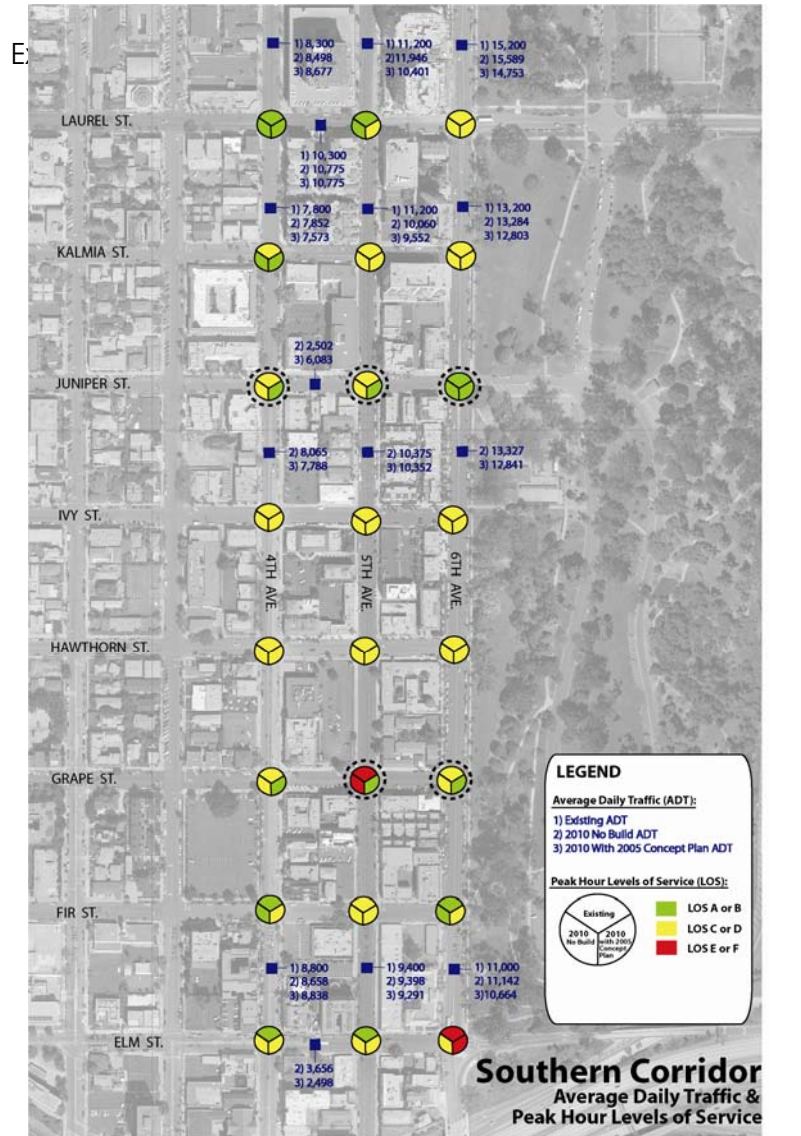 Ex
1) 8,300
2) 8,498
3) 8,677
1) 11,200
2)11,946
3) 10,401
1) 15,200
2) 15,589
3) 14,753
LAUREL ST.
1) 10,300
2) 10,775
3) 10,775
1) 7,800
2) 7,852
3) 7,573
1) 11,200
2) 10,060
3) 9,552
1) 13,200
2) 13,284
3) 12,803
KALMIA ST.
2) 2,502
3) 6,083
JUNIPER ST.
2) 8,065
3) 7,788
2) 10,375
3) 10,352
2) 13,327
3) 12,841
IVY ST.
4TH AVE.
5TH AVE.
6TH AVE.
HAWTHORN ST.
GRAPE ST.
FIR ST.
1) 8,800
2) 8,658
3) 8,838
1) 9,400
2) 9,398
3) 9,291
1) 11,000
2) 11,142
3)10,664
ELM ST.
2) 3,656
3) 2,498
LEGEND
Average Daily Traffic (ADT):
1) Existing ADT
2) 2010 No Build ADT
3) 2010 With 2005 Concept Plan ADT
Peak Hour Levels of Service (LOS):
Existing
2010
No Build
2010
with 2005
Concept
Plan
LOS A or B
LOS C or D
LOS E or F
Southern Corridor
Average Daily Traffic &
Peak Hour Levels of Service